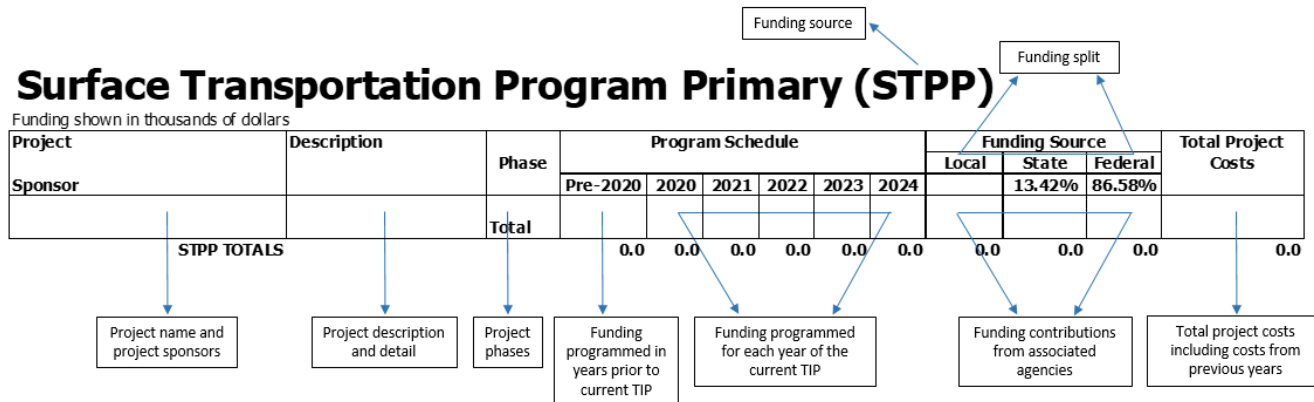 Funding source
Funding split
Surface Transportation Program Primary (STPP)
Funding shown in thousands of dollars
Project
Description
Phase
Program Schedule
Funding Source
Total Project
Costs
Local
State
Federal
Sponsor
Pre-2020
2020
2021
2022
2023
2024
13.42%
86.58%
Total
STPP TOTALS
0.0
0.0
0.0
0.0
0.0
0.0
0.0
0.0
0.0
0.0
Project name and
project sponsors
Project description
and detail
Project
phases
Funding
programmed in
years prior to
current TIP
Funding programmed
for each year of the
current TIP
Funding contributions
from associated
agencies
Total project costs
including costs from
previous years